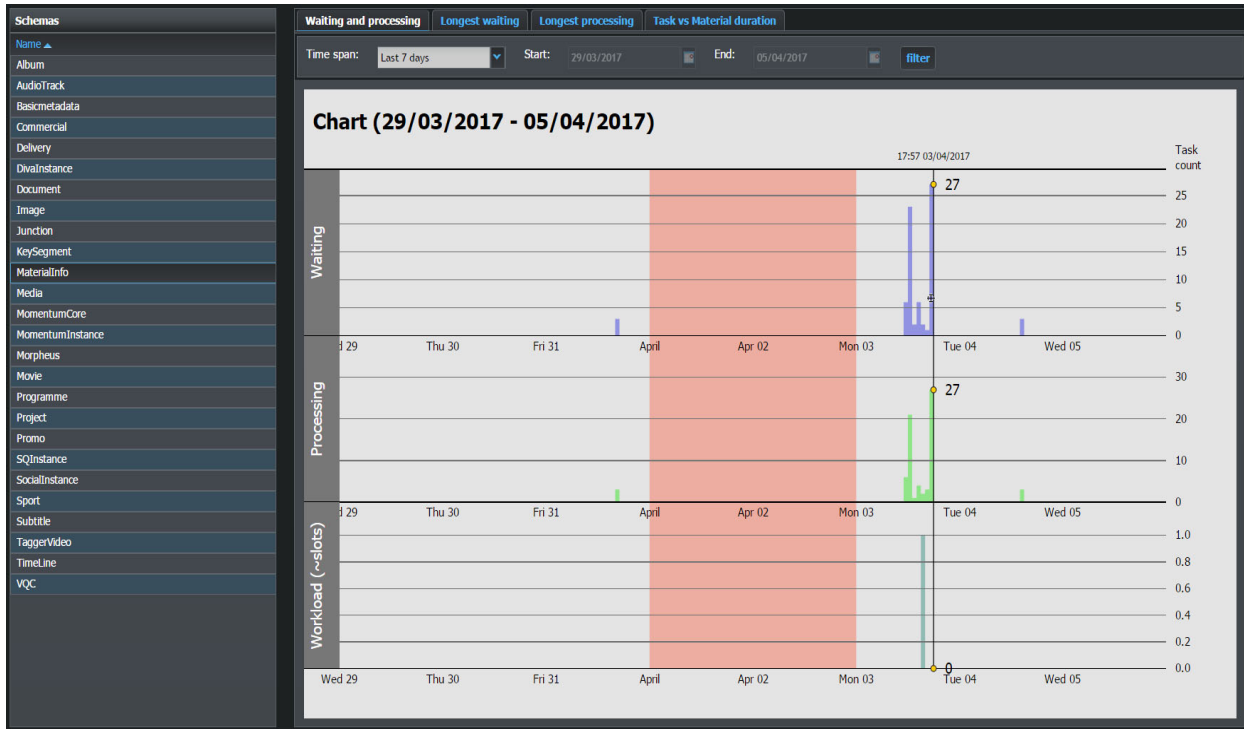 Schemas
Name
Album
AudioTrack
Basicmetadata
Commercial
Delivery
DivaInstance
Document
Image
Junction
KeySegment
MaterialInfo
Media
MomentumCore
MomentumInstance
Morpheus
Movie
Programme
Project
Promo
SQInstance
SocialInstance
Sport
Subtitle
TaggerVideo
TimeLine
VQC
Waiting and processing Longest waiting Longest processing Task vs Material duration
Time span: Last 7 days Start: 29/03/2017 End: 05/04/2017 filter
Chart (29/03/2017 - 05/04/2017)
17:57 03/04/2017
Task
count
Waiting
27
25
20
15
10
5
0
d 29 Thu 30 Fri 31 April Apr 02 Mon 03 Tue 04 Wed 05
Processing
30
27
20
10
0
d 29 Thu 30 Fri 31 April Apr 02 Mon 03 Tue 04 Wed 05
Workload (~slots)
1.0
0.8
0.6
0.4
0.2
0.0
0
Wed 29 Thu 30 Fri 31 April Apr 02 Mon 03 Tue 04 Wed 05